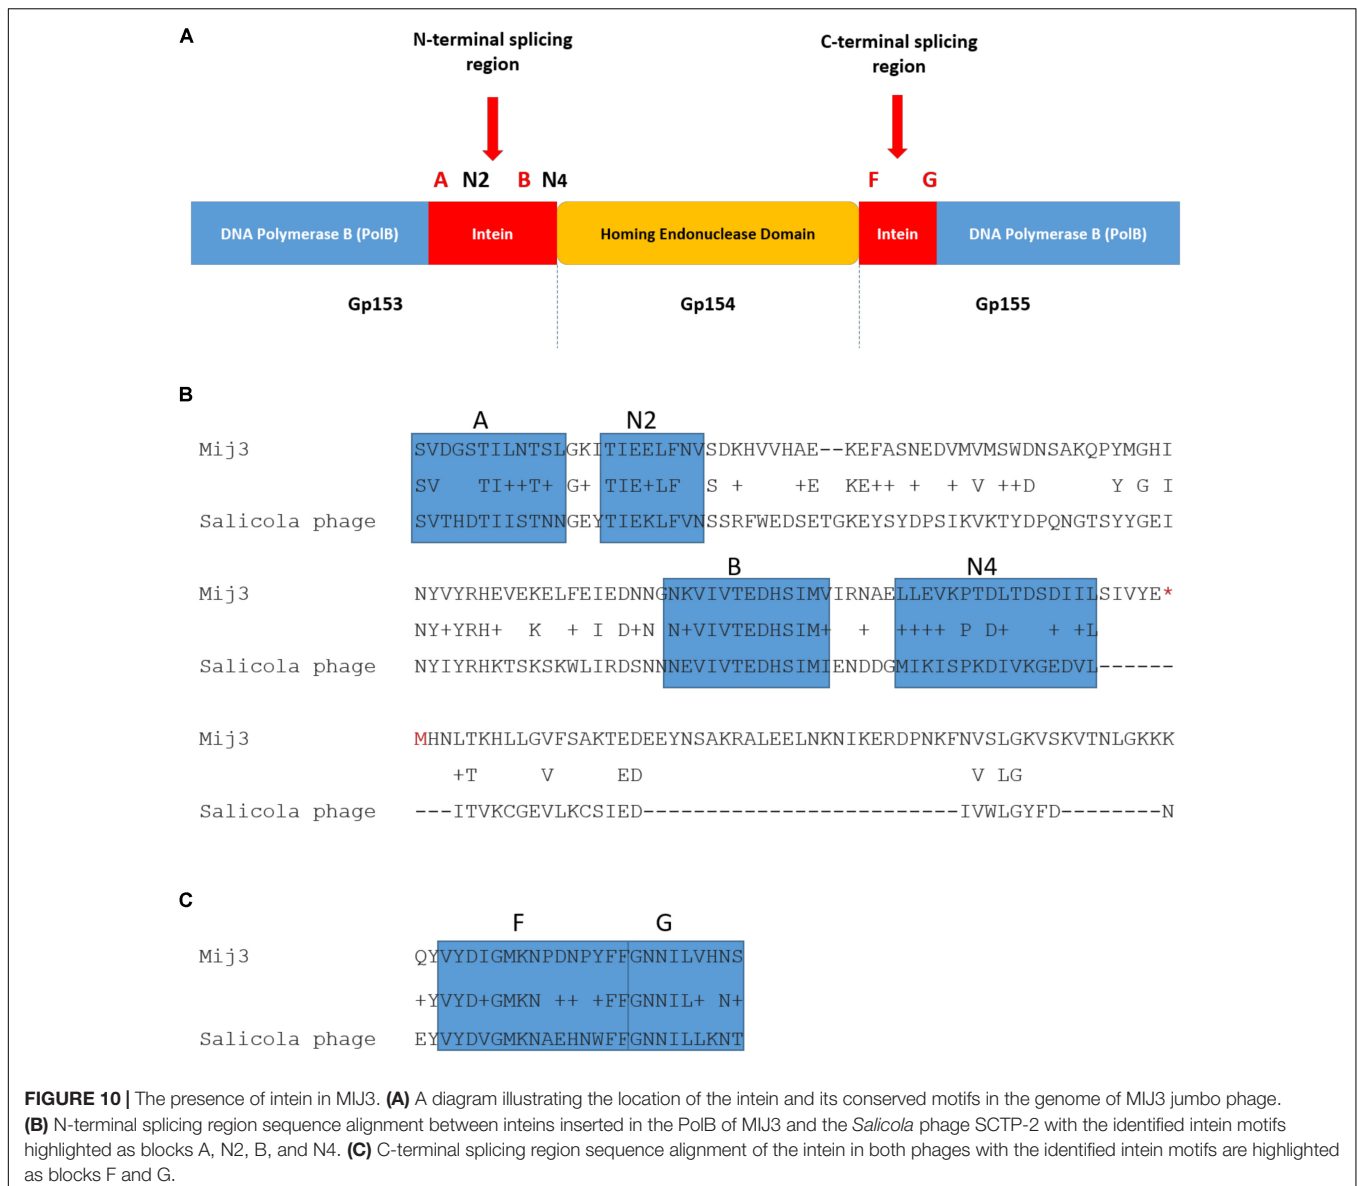 A
N-terminal splicing
region
C-terminal splicing
region
A N2 B N4 F G
DNA Polymerase B (PolB) Intein Homing Endonuclease Domain Intein DNA Polymerase B (PolB)
Gp153 Gp154 Gp155
B
A N2
Mij3 SVDGSTILNTSLGKITIEELFNVSDKHVVHAE--KEFASNEDVMVMSWDNSAKQPYMGHI
SV TI++T+ G+ TIE+LF S + +E KE++ + + V ++D Y G I
Salicola phage SVTHDTIISTNNGEYTIEKLFVNSSRFWEDSETGKEYSYDPSIKVKTYDPQNGTSYYGEI
B N4
Mij3 NYVYRHEVEKELFEIEDNNGNKVIVTEDHSIMVIRNAELLEVKPTDLTDSDIILSIVYE*
NY+YRH+ K + I D+N N+VIVTEDHSIM+ + ++++ P D+ + +L
Salicola phage NYIYRHKTSKSKWLIRDSNNNEVIVTEDHSIMIENDDGMIKISPKDIVKGEDVL------
Mij3 MHNLTKHLLGVFSAKTEDEEYNSAKRALEELNKNIKERDPNKFNVSLGKVSKVTNLGKKK
+T V ED V LG
Salicola phage ---ITVKCGEVLKCSIED-------------------------IVWLGYFD--------N
C
F G
Mij3 QYVYDIGMKNPDNPYFFGNNILVHNS
+YVYD+GMKN ++ +FFGNNIL+ N+
Salicola phage EYVYDVGMKNAEHNWFFGNNILLKNT
FIGURE 10 | The presence of intein in MIJ3. (A) A diagram illustrating the location of the intein and its conserved motifs in the genome of MIJ3 jumbo phage.
(B) N-terminal splicing region sequence alignment between inteins inserted in the PolB of MIJ3 and the Salicola phage SCTP-2 with the identified intein motifs
highlighted as blocks A, N2, B, and N4. (C) C-terminal splicing region sequence alignment of the intein in both phages with the identified intein motifs are highlighted
as blocks F and G.